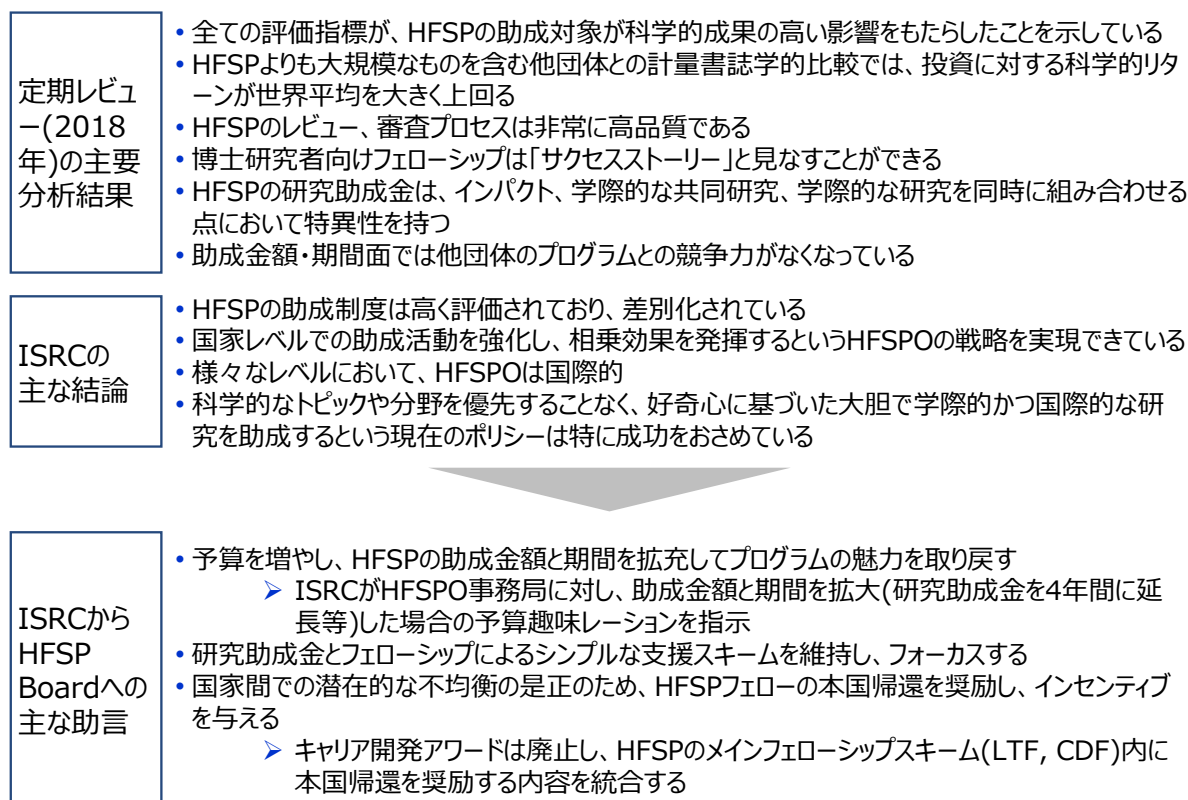 定期レビュ
ー(2018
年)の主要
分析結果
• 全ての評価指標が、HFSPの助成対象が科学的成果の高い影響をもたらしたことを示している
• HFSPよりも大規模なものを含む他団体との計量書誌学的比較では、投資に対する科学的リタ
ーンが世界平均を大きく上回る
• HFSPのレビュー、審査プロセスは非常に高品質である
• 博士研究者向けフェローシップは「サクセスストーリー」と見なすことができる
• HFSPの研究助成金は、インパクト、学際的な共同研究、学際的な研究を同時に組み合わせる
点において特異性を持つ
• 助成金額・期間面では他団体のプログラムとの競争力がなくなっている
ISRCの
主な結論
• HFSPの助成制度は高く評価されており、差別化されている
• 国家レベルでの助成活動を強化し、相乗効果を発揮するというHFSPOの戦略を実現できている
• 様々なレベルにおいて、HFSPOは国際的
• 科学的なトピックや分野を優先することなく、好奇心に基づいた大胆で学際的かつ国際的な研
究を助成するという現在のポリシーは特に成功をおさめている
ISRCから
HFSP
Boardへの
主な助言
• 予算を増やし、HFSPの助成金額と期間を拡充してプログラムの魅力を取り戻す
➢ ISRCがHFSPO事務局に対し、助成金額と期間を拡大(研究助成金を4年間に延
長等)した場合の予算趣味レーションを指示
• 研究助成金とフェローシップによるシンプルな支援スキームを維持し、フォーカスする
• 国家間での潜在的な不均衡の是正のため、HFSPフェローの本国帰還を奨励し、インセンティブ
を与える
➢ キャリア開発アワードは廃止し、HFSPのメインフェローシップスキーム(LTF, CDF)内に
本国帰還を奨励する内容を統合する